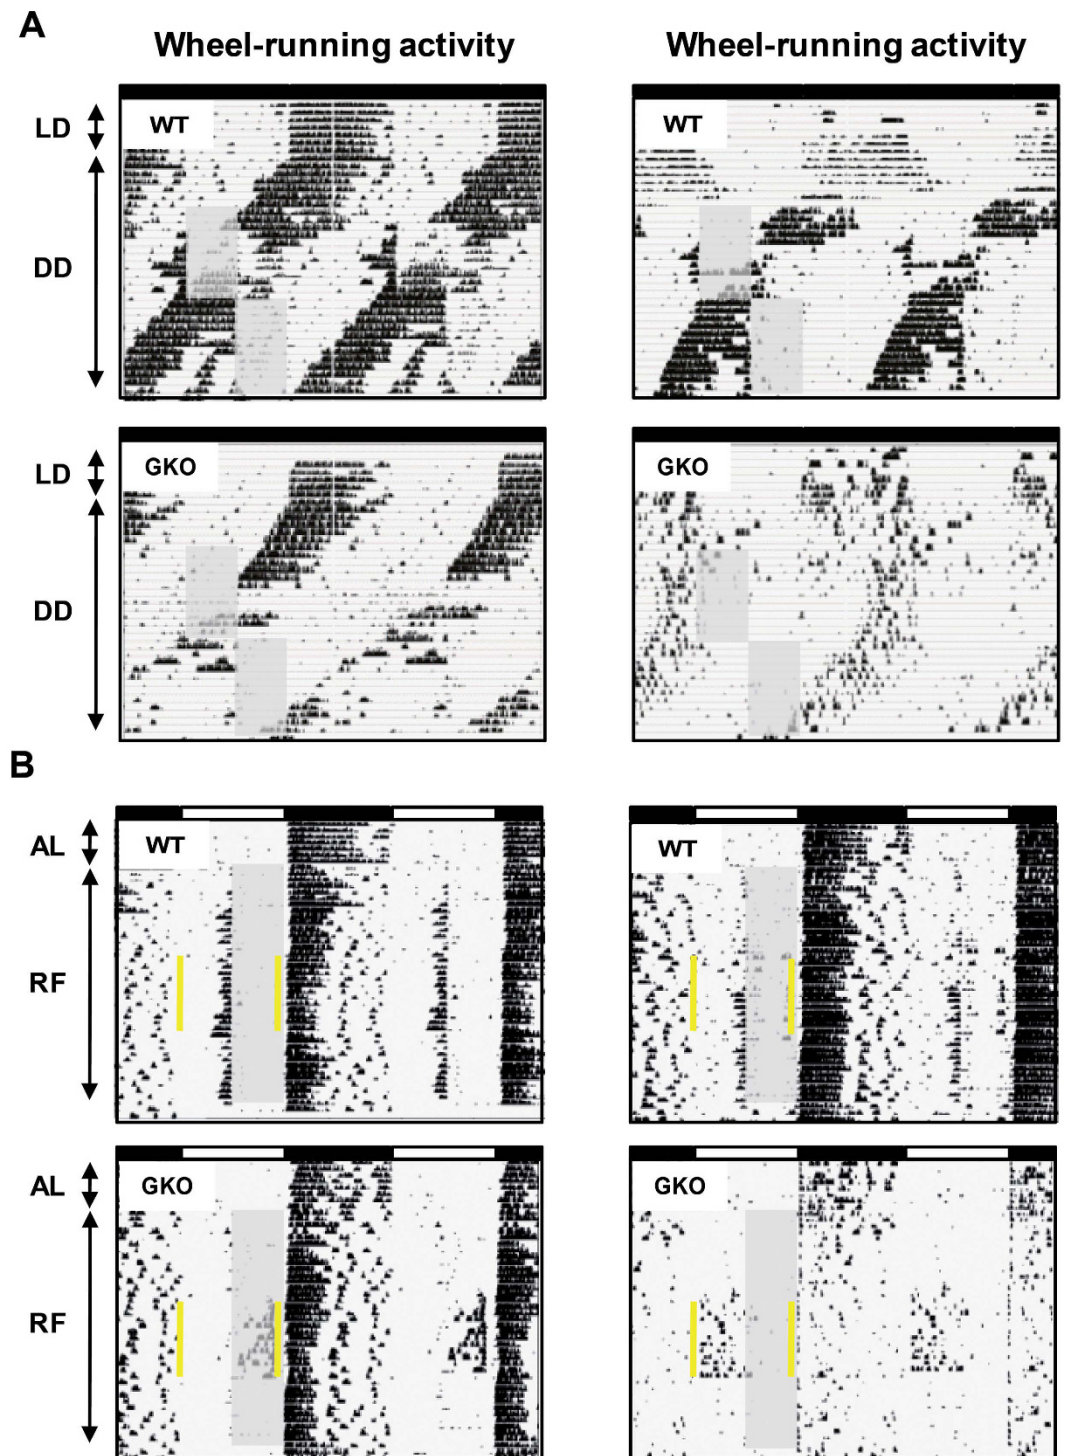 A
Wheel-running activity Wheel-running activity
LD WT WT
DD
LD GKO GKO
DD
B
AL WT WT
RF
AL GKO GKO
RF